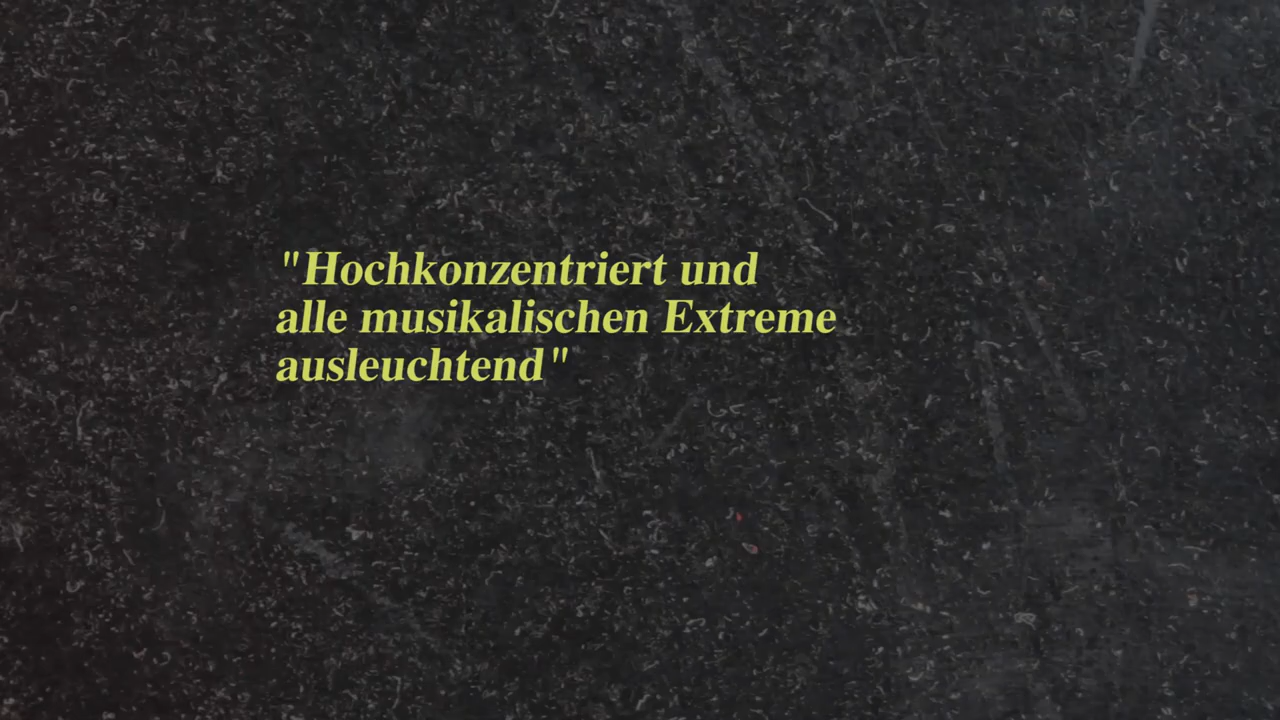 "Hochkonzentriert und
alle musikalischen Extreme
ausleuchtend"